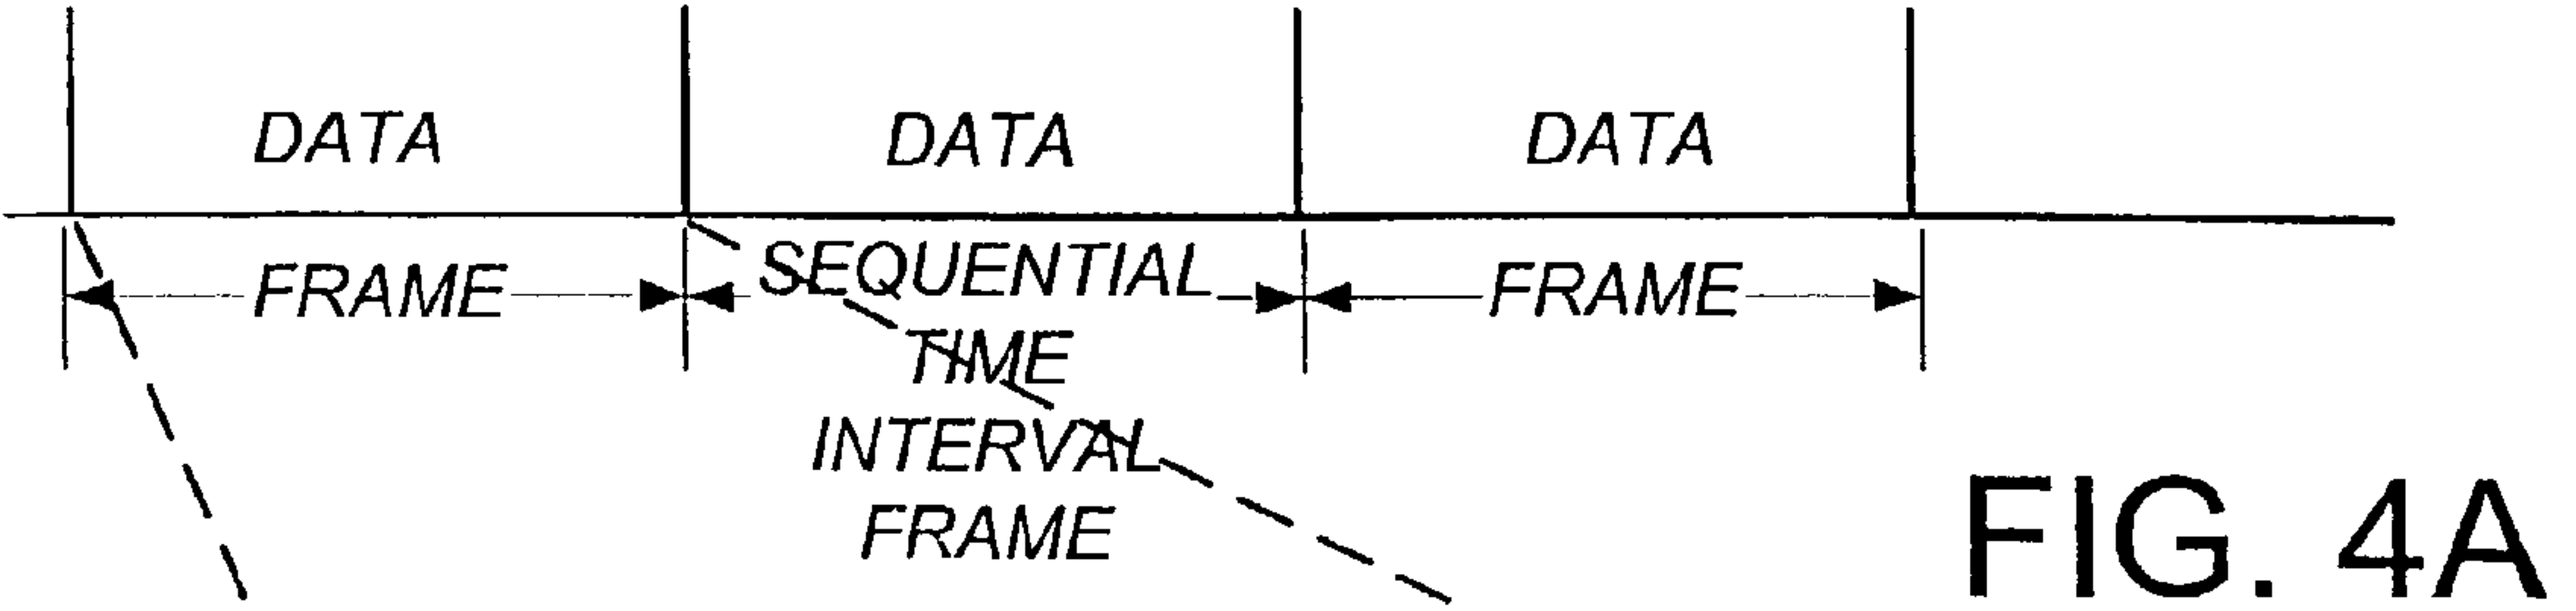 DATA DATA DATA
FRAME SEQUENTIAL FRAME
TIME
INTERVAL
FRAME
FIG. 4A